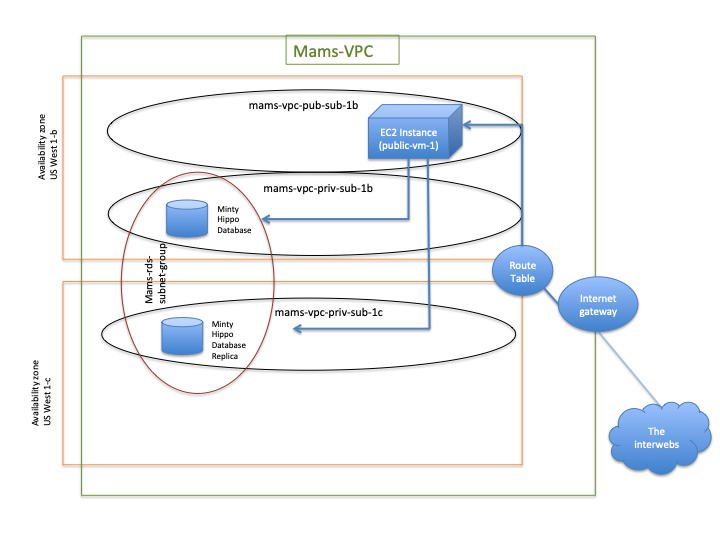 Mams-VPC
mams-vpc-pub-sub-1b
EC2 Instance
(public-vm-1)
Availability zone
US West 1-b
mams-vpc-priv-sub-1b
Minty
Hippo
Database
Mams-rds-
subnet-group
Route
Table
Internet
gateway
mams-vpc-priv-sub-1c
Minty
Hippo
Database
Replica
Availability zone
US West 1-c
The
interwebs